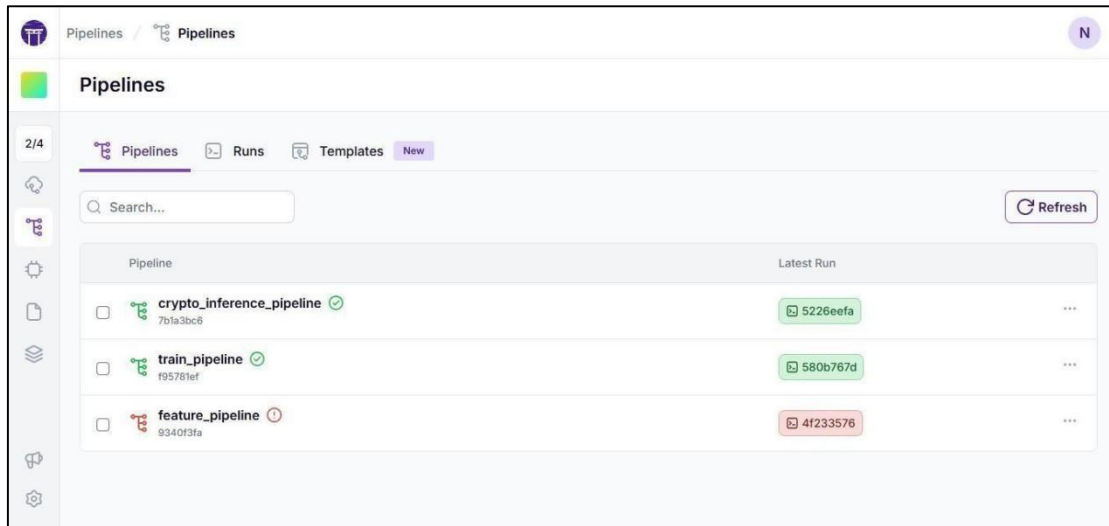 Pipelines / Pipelines
N
Pipelines
2/4
Pipelines Runs Templates New
Search...
Refresh
Pipeline Latest Run
crypto_inference_pipeline 5226eefa
7b1a3bc6
train_pipeline 580b767d
f95781ef
feature_pipeline 4f233576
9340f3fa